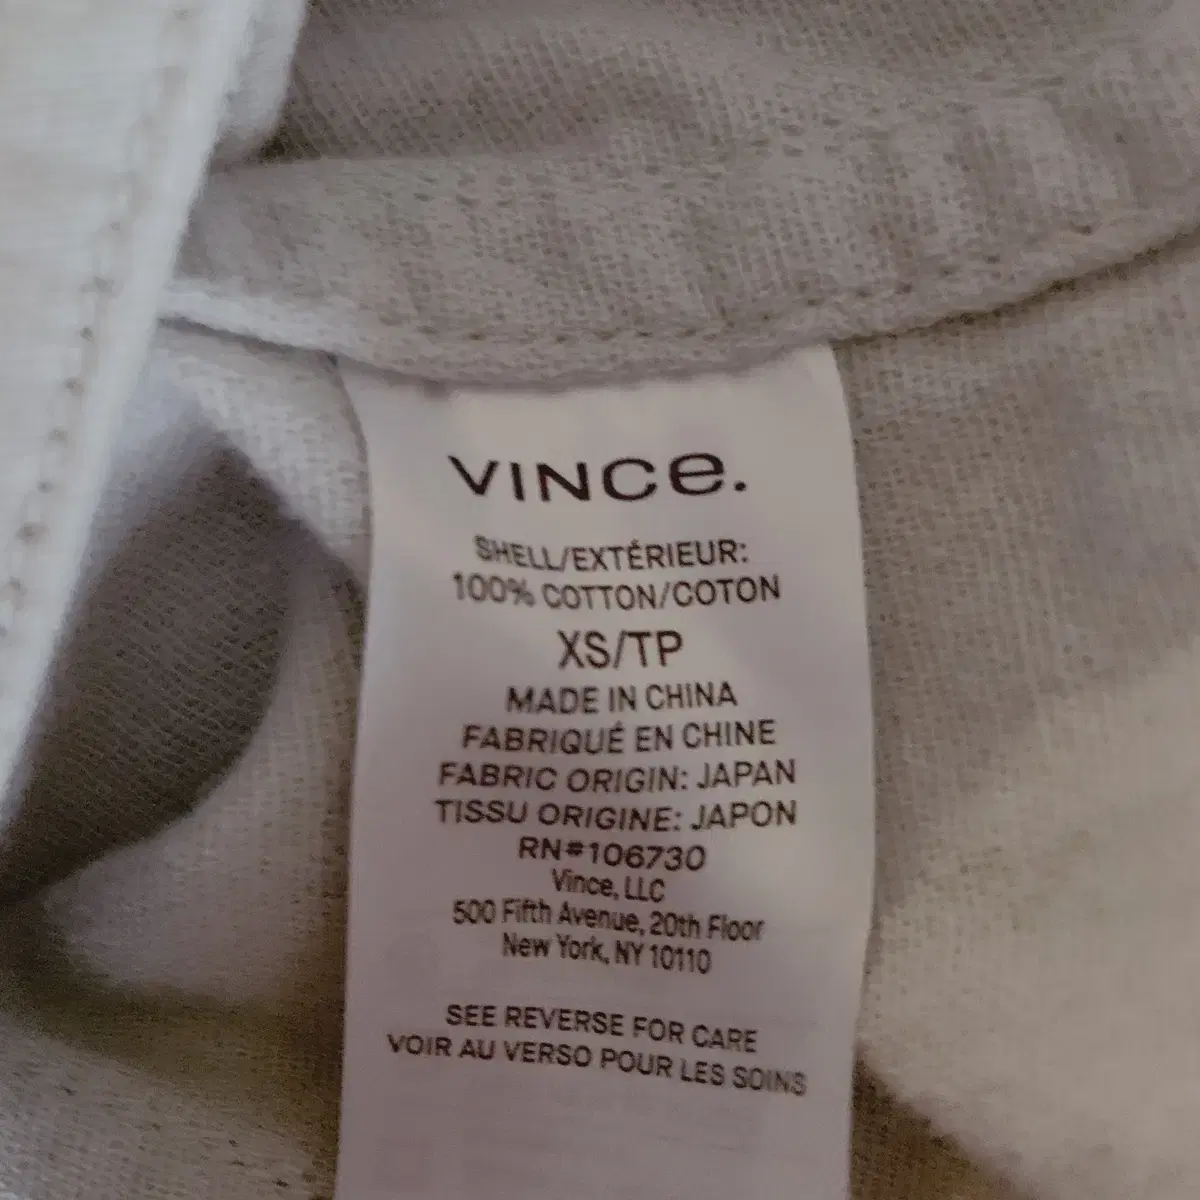 VINCe.
SHELL/EXTÉRIEUR:
100% COTTON/COTON
XS/TP
MADE IN CHINA
FABRIQUÉ EN CHINE
FABRIC ORIGIN: JAPAN
TISSU ORIGINE: JAPON
RN#106730
Vince, LLC
500 Fifth Avenue, 20th Floor
New York, NY 10110
SEE REVERSE FOR CARE
VOIR AU VERSO POUR LES SOINS